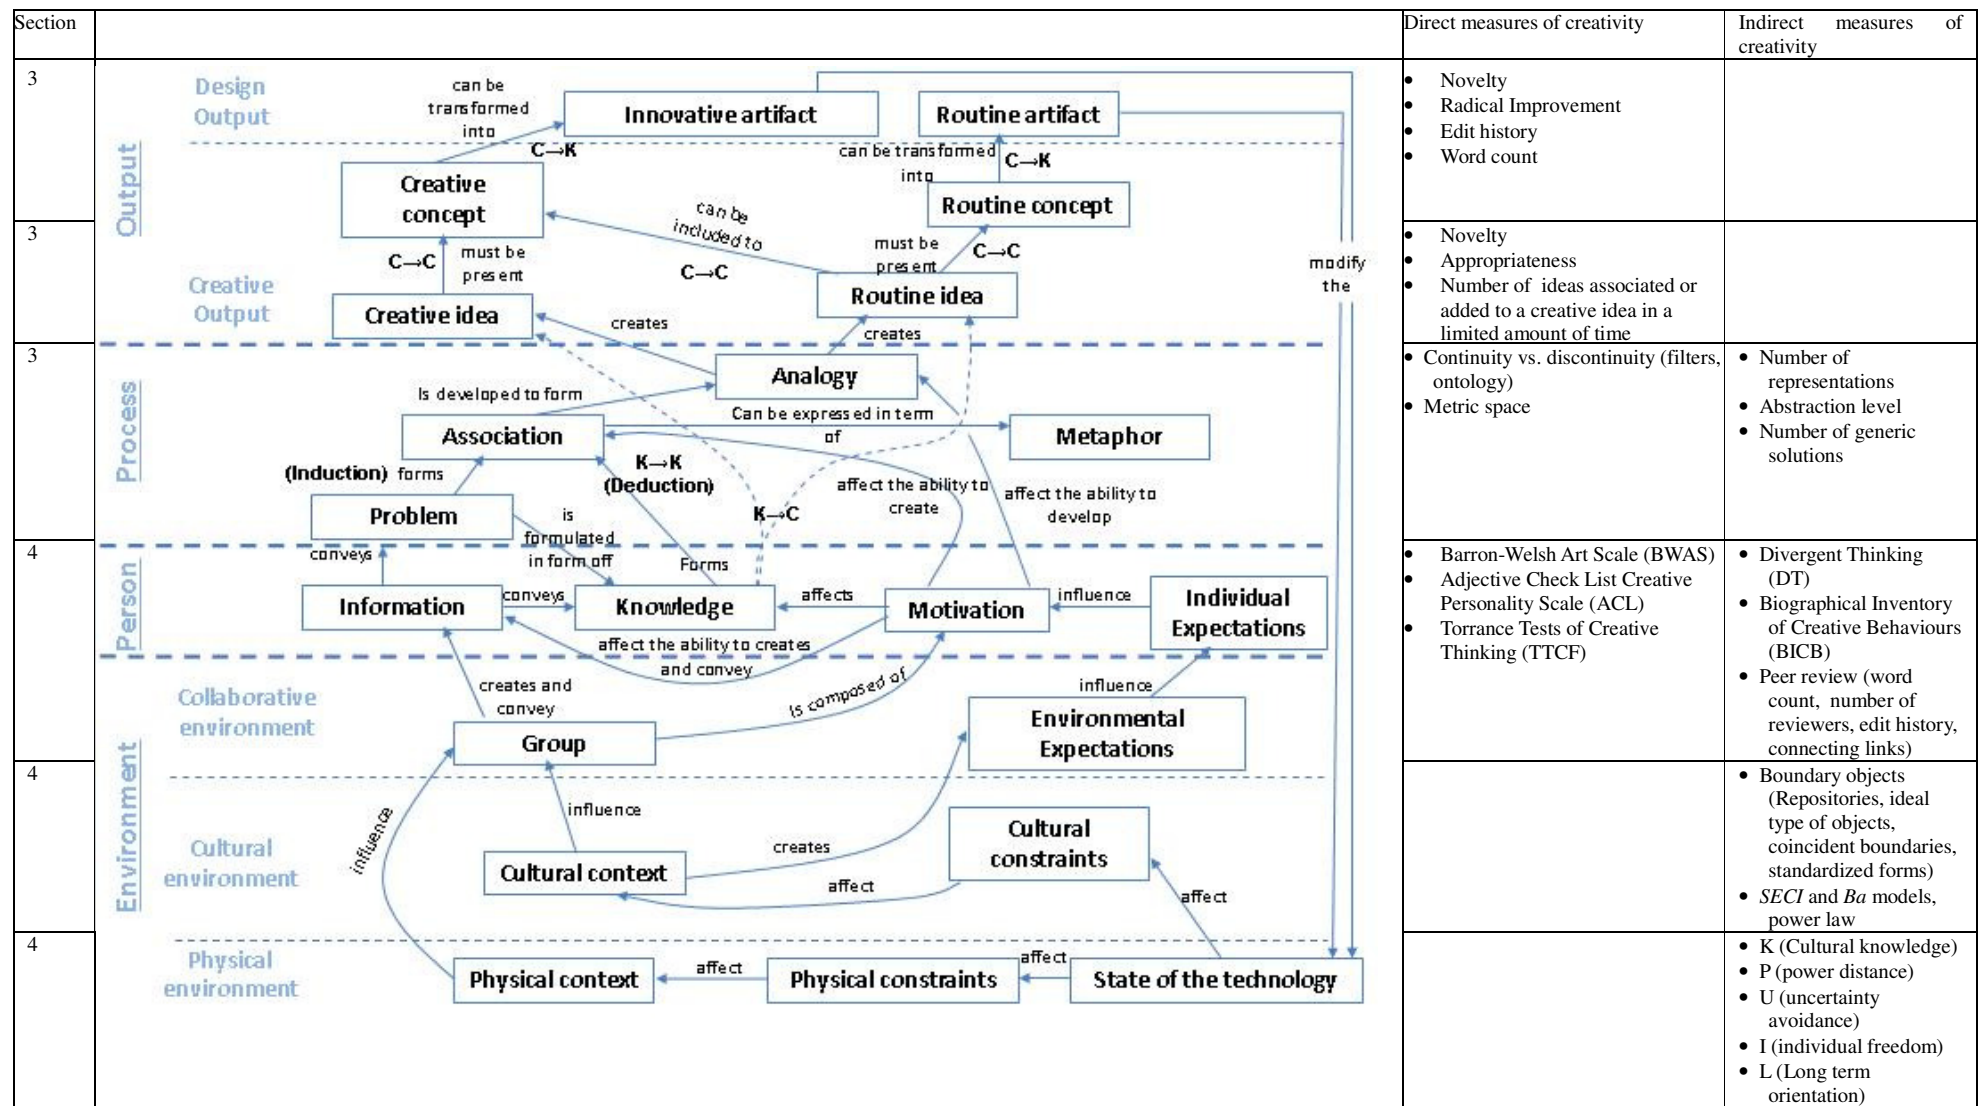 Section
Direct measures of creativity
Indirect measures of
creativity
3
Design
Output
can be
transformed
into
Innovative artifact
Routine artifact
C→K
can be transformed
into
C→K
Output
Creative
concept
Routine concept
• Novelty
• Radical Improvement
• Edit history
• Word count
3
can be
included to
C→C
must be
present
C→C
must be
present
C→C
modify
the
Creative
Output
Routine idea
Creative idea
creates
creates
• Novelty
• Appropriateness
• Number of ideas associated or
added to a creative idea in a
limited amount of time
3
Process
Analogy
Is developed to form
Can be expressed in term
of
Association
Metaphor
(Induction) forms
K→K
(Deduction)
affect the ability to
create
affect the ability to
develop
Problem
is
formulated
in form off
K→C
• Continuity vs. discontinuity (filters,
ontology)
• Metric space
• Number of
representations
• Abstraction level
• Number of generic
solutions
4
conveys
Forms
Person
Information
conveys
Knowledge
affects
Motivation
influence
Individual
Expectations
affect the ability to creates
and convey
• Barron-Welsh Art Scale (BWAS)
• Adjective Check List Creative
Personality Scale (ACL)
• Torrance Tests of Creative
Thinking (TTCF)
• Divergent Thinking
(DT)
• Biographical Inventory
of Creative Behaviours
(BICB)
• Peer review (word
count, number of
reviewers, edit history,
connecting links)
Collaborative
environment
creates and
convey
Is composed of
influence
Group
Environmental
Expectations
4
Environment
influence
influence
Cultural
environment
Cultural context
creates
Cultural
constraints
affect
affect
• Boundary objects
(Repositories, ideal
type of objects,
coincident boundaries,
standardized forms)
• SECI and Ba models,
power law
4
Physical
environment
Physical context
affect
Physical constraints
affect
State of the technology
• K (Cultural knowledge)
• P (power distance)
• U (uncertainty
avoidance)
• I (individual freedom)
• L (Long term
orientation)